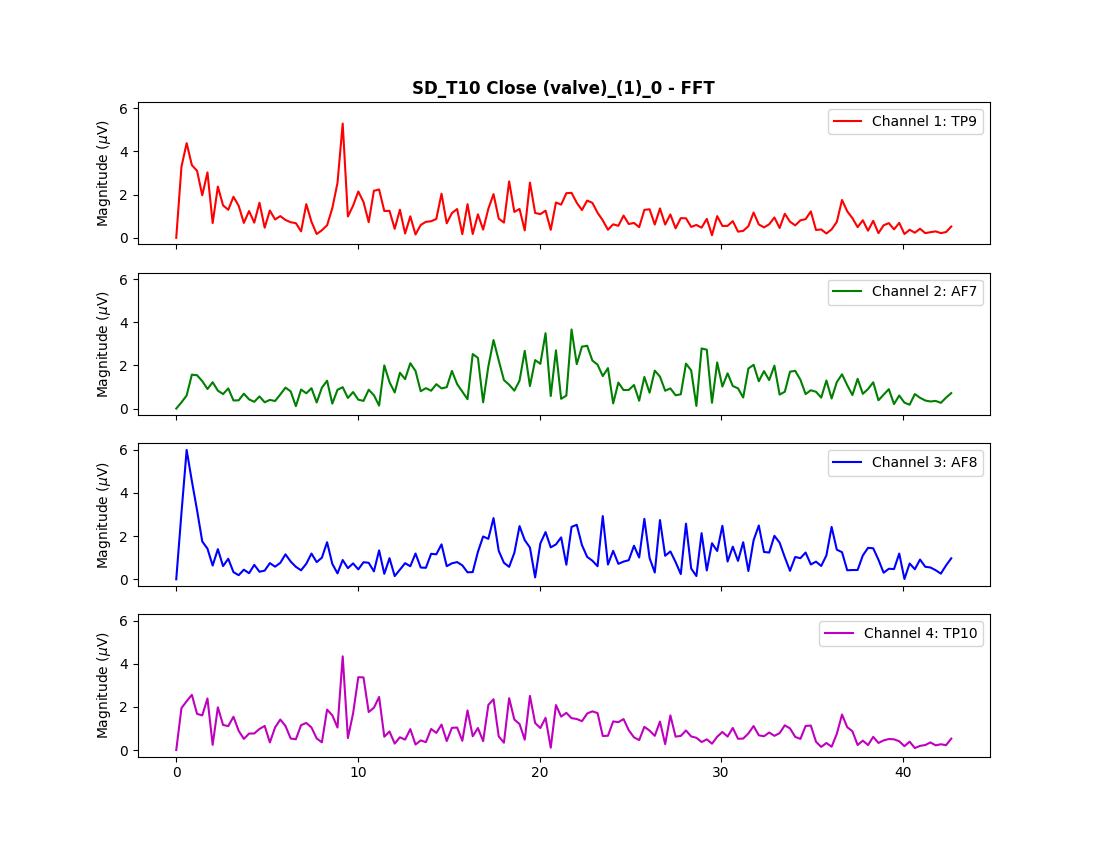 SD_T10 Close (valve)_(1)_0 - FFT
6
4
2
0
Magnitude (μV)
Channel 1: TP9
6
4
2
0
Magnitude (μV)
Channel 2: AF7
6
4
2
0
Magnitude (μV)
Channel 3: AF8
6
4
2
0
Magnitude (μV)
Channel 4: TP10
0 10 20 30 40